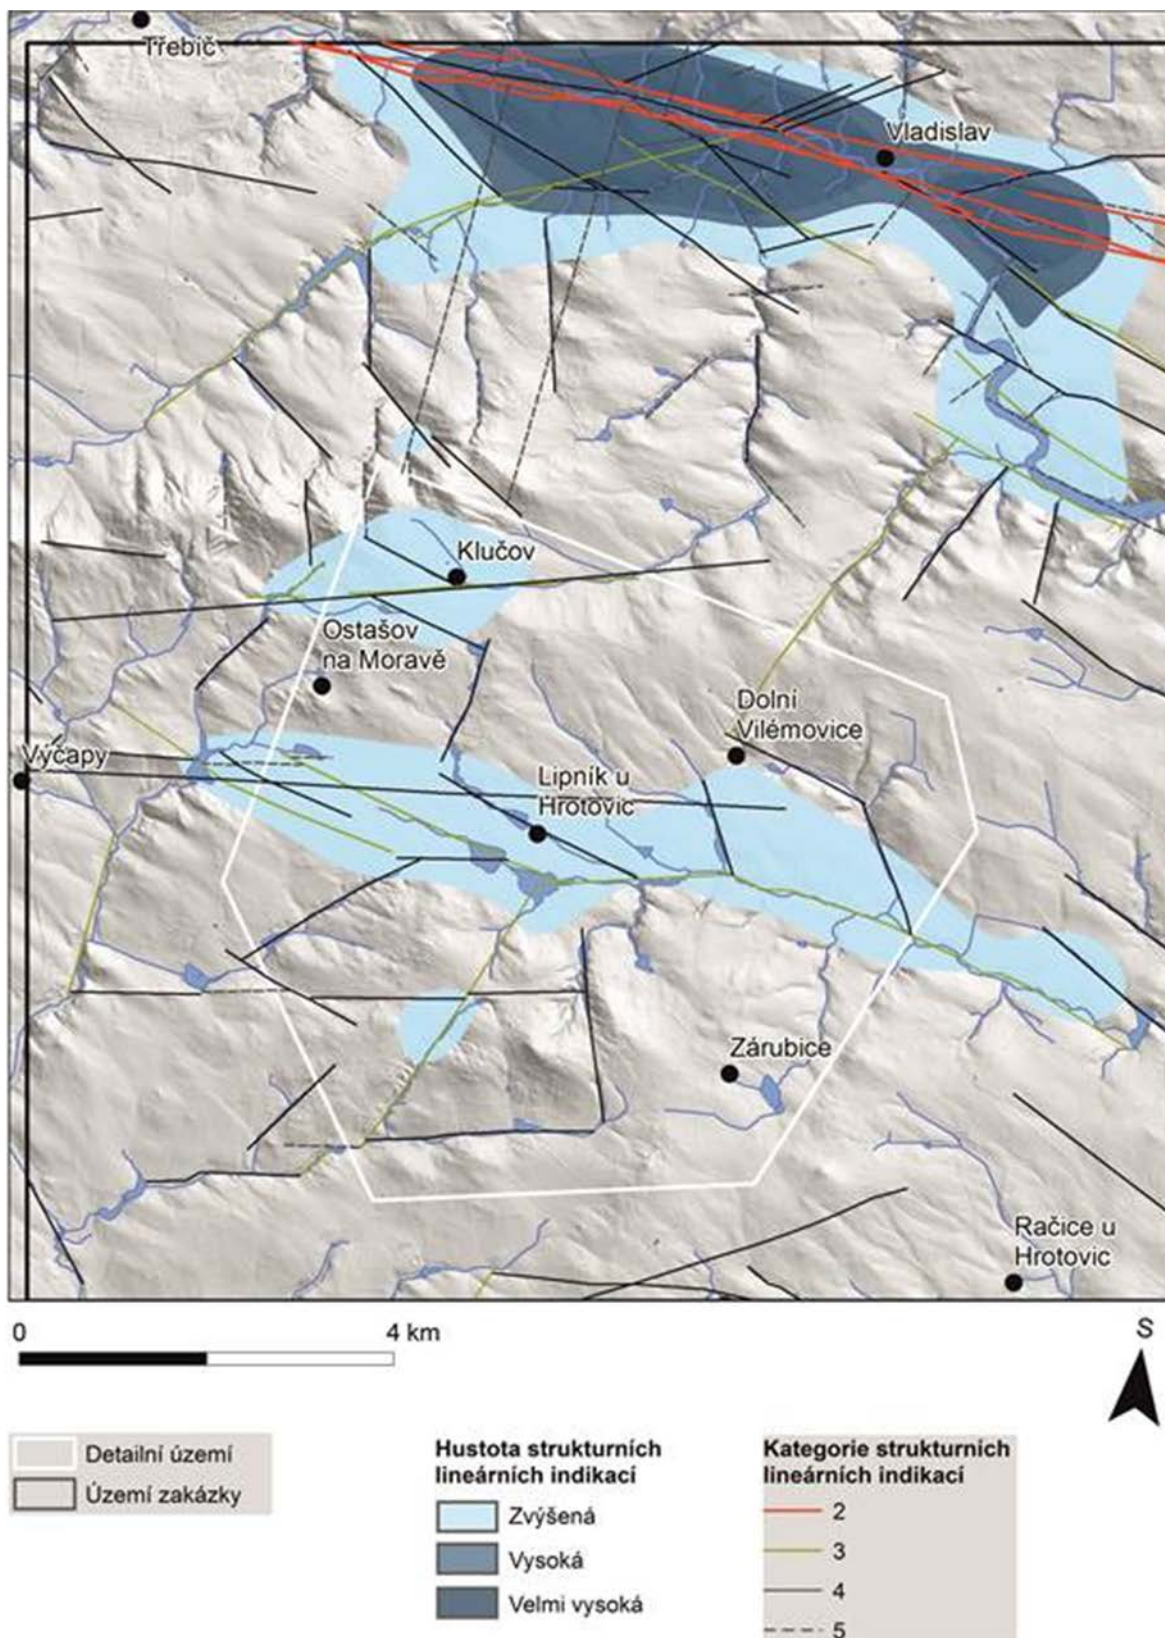 Třebíč
Vladislav
Klučov
Ostašov
na Moravě
Dolní
Vilémovice
Výčapy
Lipník u
Hrotovic
Zárubice
Račice u
Hrotovic
0 4 km
S
Detailní území
Území zakázky
Hustota strukturních
lineárních indikací
Zvýšená
Vysoká
Velmi vysoká
Kategorie strukturních
lineárních indikací
2
3
4
5